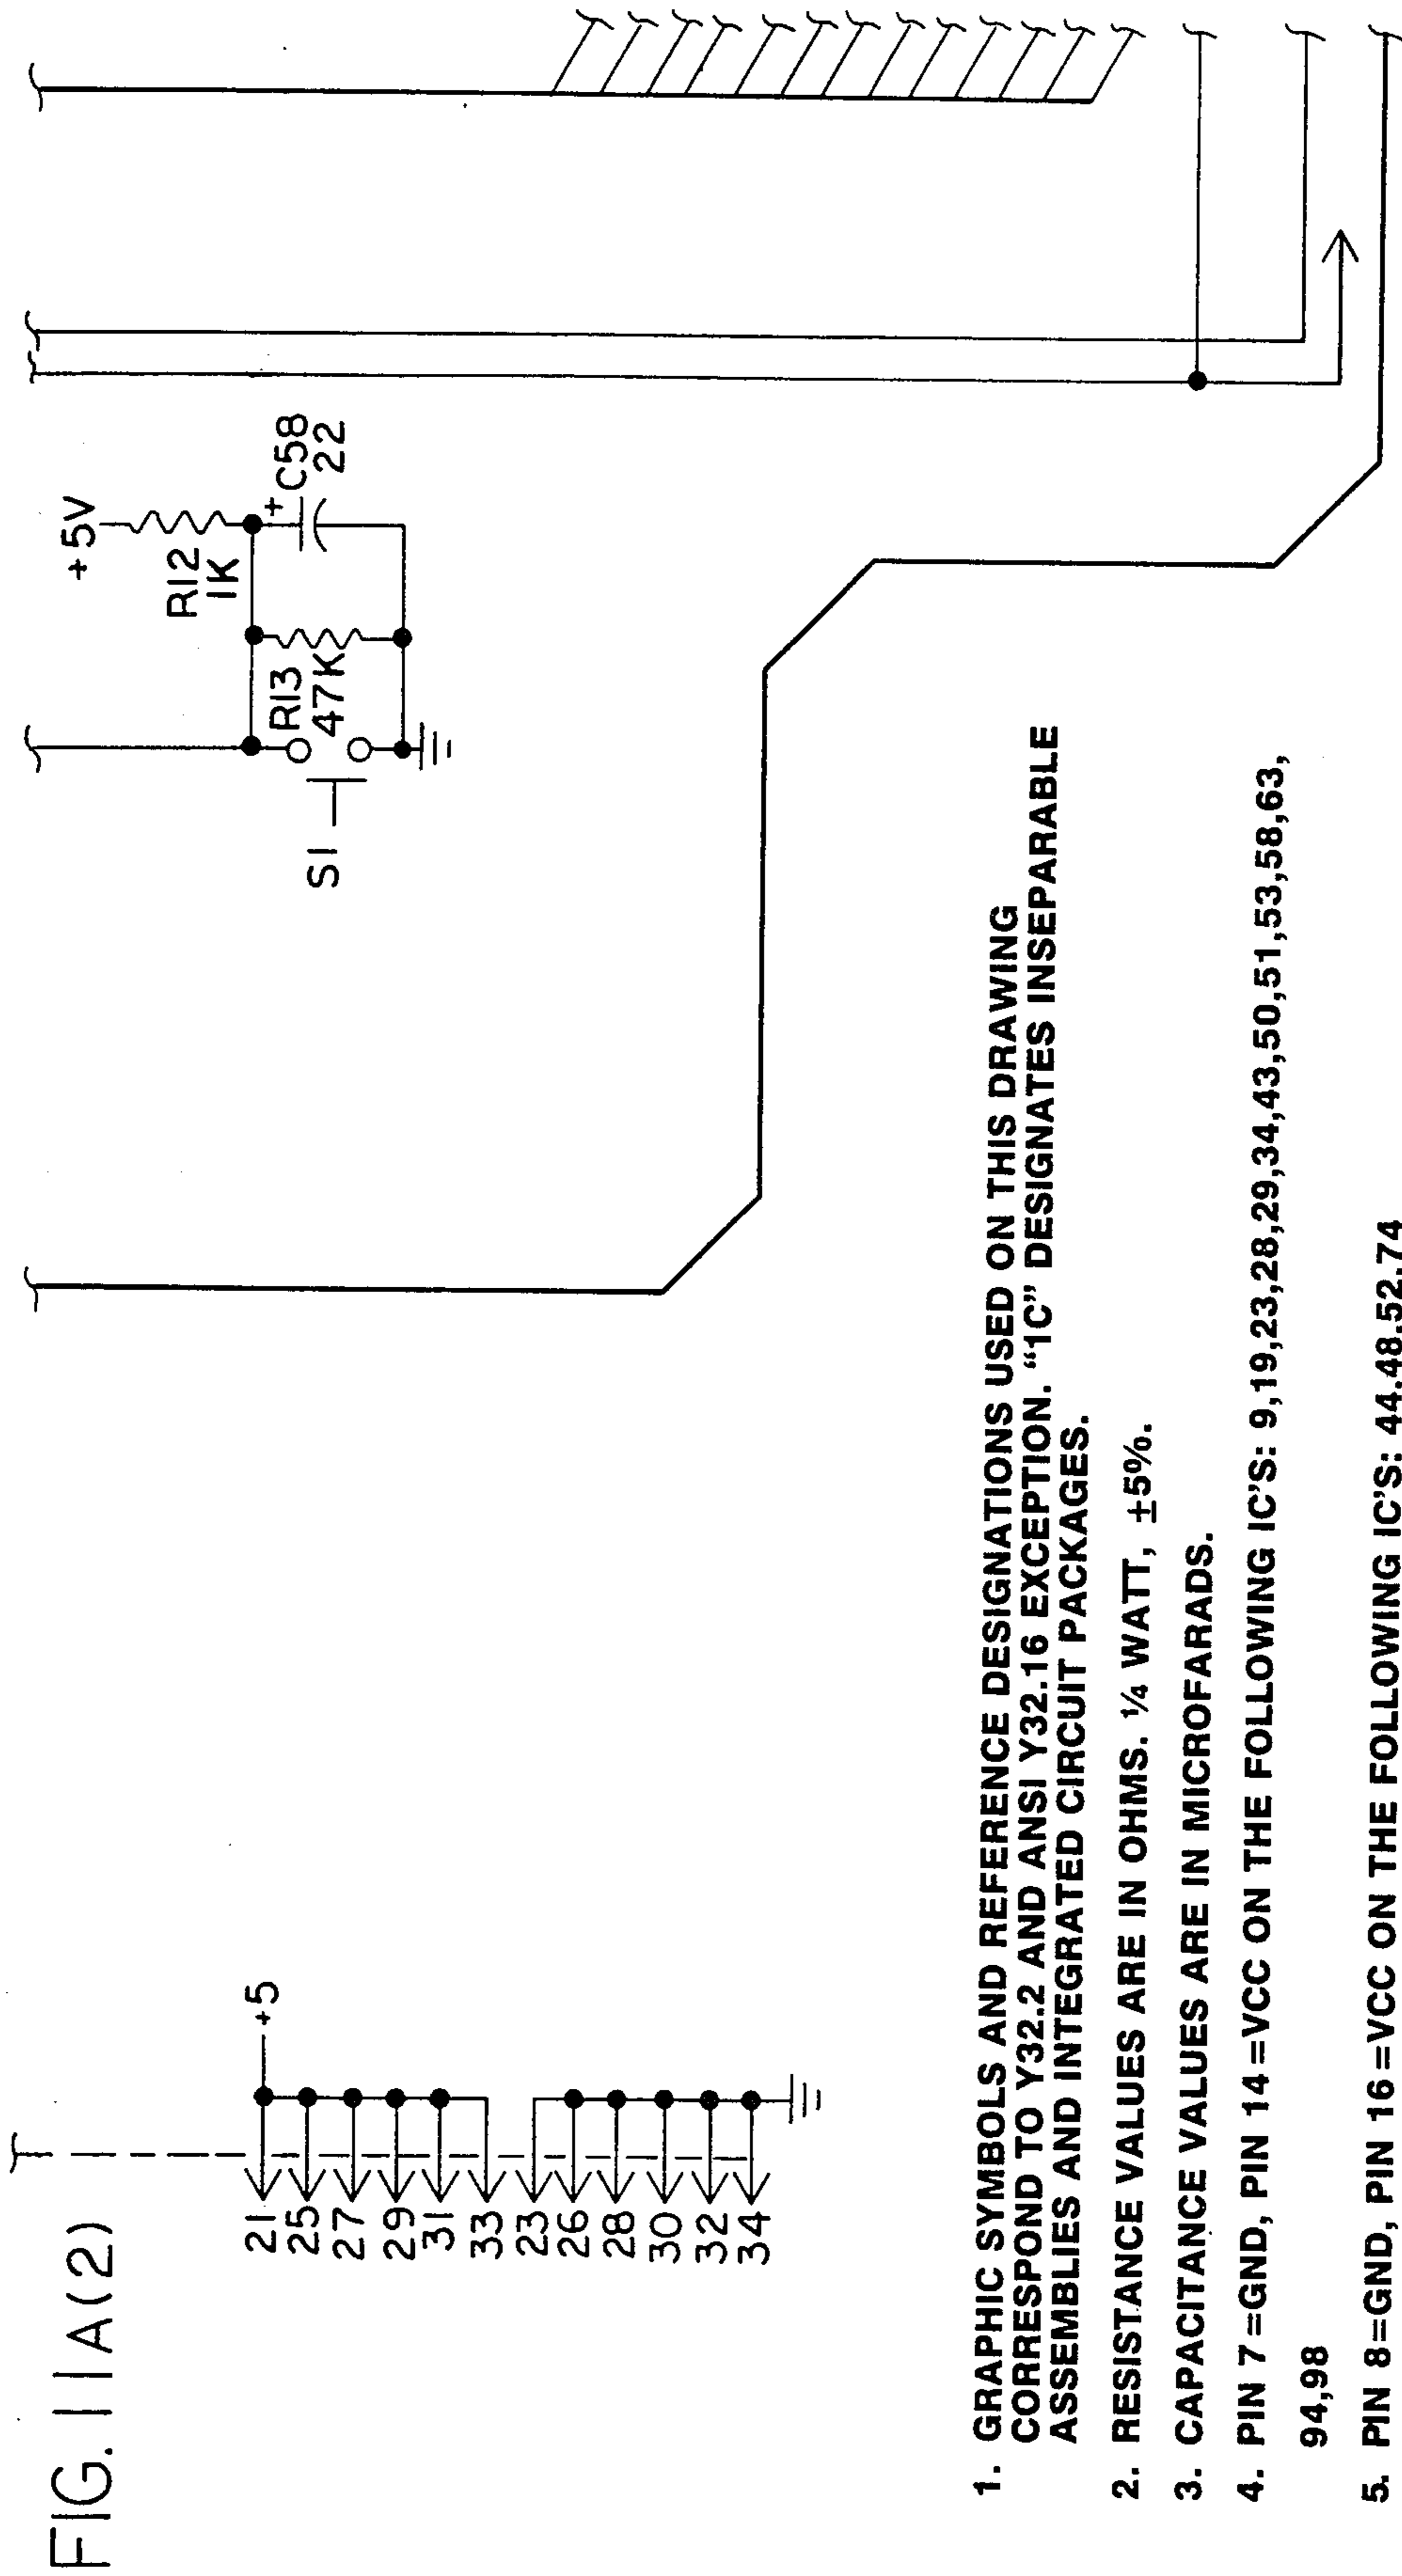 FIG. 11A(2)
+5
21
25
27
29
31
33
23
26
28
30
32
34
+5V
R12
1K
+
C58
22
R13
47K
S1
1. GRAPHIC SYMBOLS AND REFERENCE DESIGNATIONS USED ON THIS DRAWING
CORRESPOND TO Y32.2 AND ANSI Y32.16 EXCEPTION. “1C” DESIGNATES INSEPARABLE
ASSEMBLIES AND INTEGRATED CIRCUIT PACKAGES.
2. RESISTANCE VALUES ARE IN OHMS. ¼ WATT, ±5%.
3. CAPACITANCE VALUES ARE IN MICROFARADS.
4. PIN 7=GND, PIN 14=VCC ON THE FOLLOWING IC'S: 9,19,23,28,29,34,43,50,51,53,58,63,
94,98
5. PIN 8=GND, PIN 16=VCC ON THE FOLLOWING IC'S: 44,48,52,74